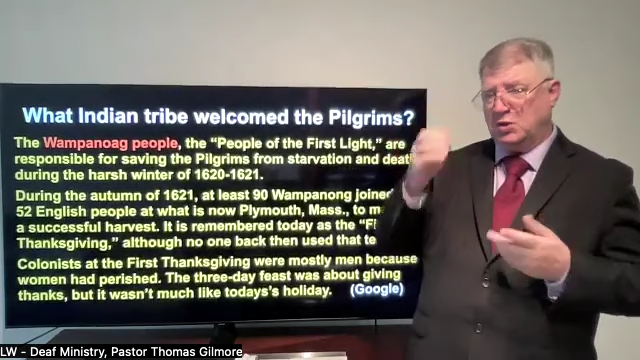 What Indian tribe welcomed the Pilgrims?
The Wampanoag people, the “People of the First Light,” are
responsible for saving the Pilgrims from starvation and
during the harsh winter of 1620-1621.
During the autumn of 1621, at least 90 Wampanong joined
52 English people at what is now Plymouth, Mass., to
a successful harvest. It is remembered today as the
Thanksgiving,” although no one back then used that
Colonists at the First Thanksgiving were mostly men because
women had perished. The three-day feast was about giving
thanks, but it wasn’t much like todays’s holiday. (Google)
LW - Deaf Ministry, Pastor Thomas Gilmore